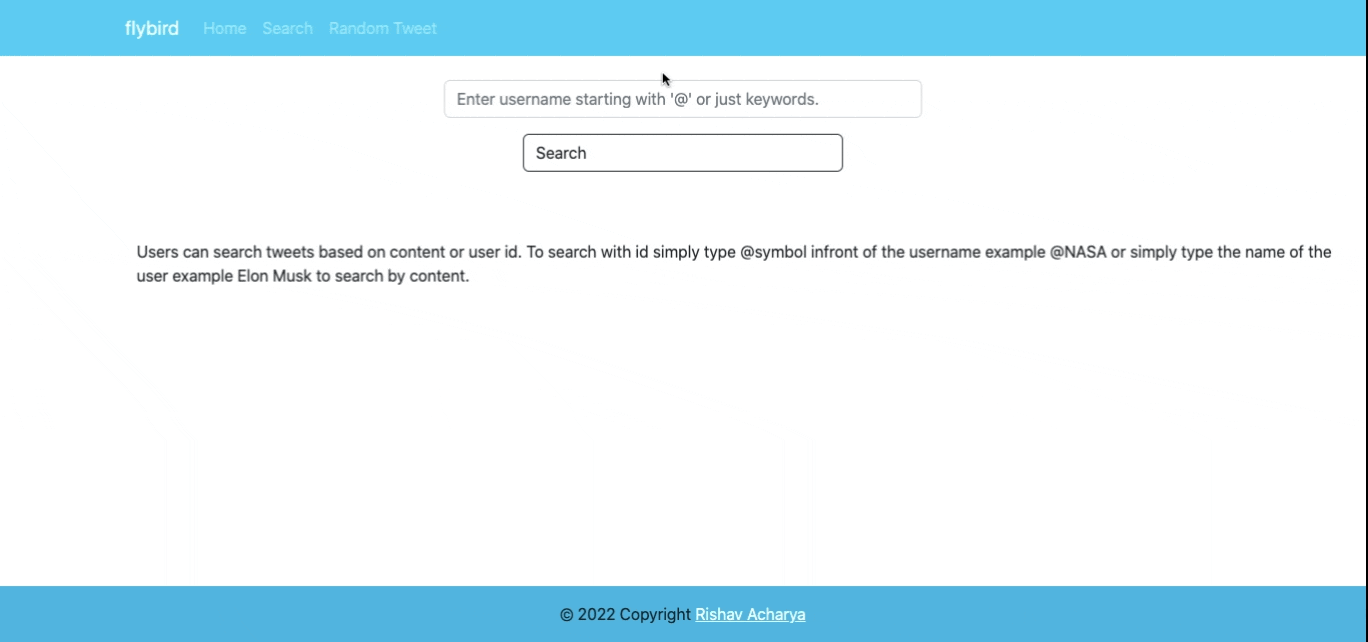 flybird Home Search Random Tweet
Enter username starting with '@' or just keywords.
Search
Users can search tweets based on content or user id. To search with id simply type @symbol infront of the username example @NASA or simply type the name of the
user example Elon Musk to search by content.
© 2022 Copyright Rishav Acharya